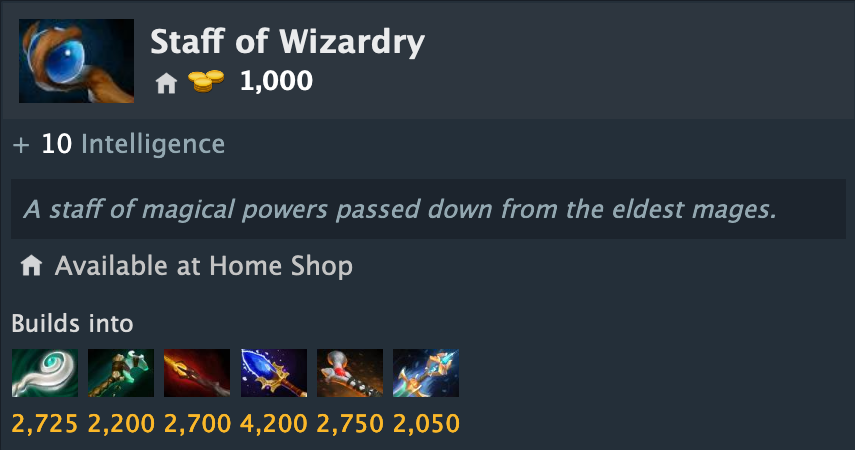 Staff of Wizardry
1,000
+ 10 Intelligence
A staff of magical powers passed down from the eldest mages.
Available at Home Shop
Builds into
2,725 2,200 2,700 4,200 2,750 2,050